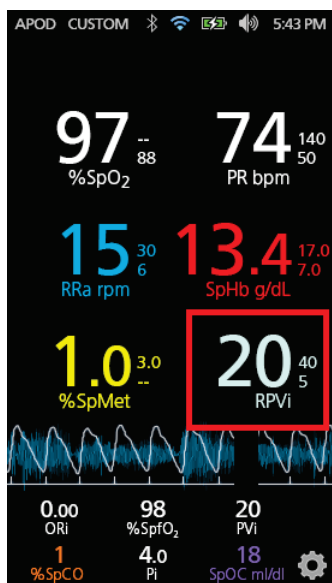 APOD CUSTOM 5:43 PM
97 -- 88 74 140 50
%SpO₂ PR bpm
15 30 6 13.4 17.0 7.0
RRa rpm SpHb g/dL
1.0 3.0 -- 20 40 5
%SpMet RPVi
0.00 98 20
ORi %SpfO₂ PVi
1 4.0 18
%SpCO Pi SpOC ml/dl